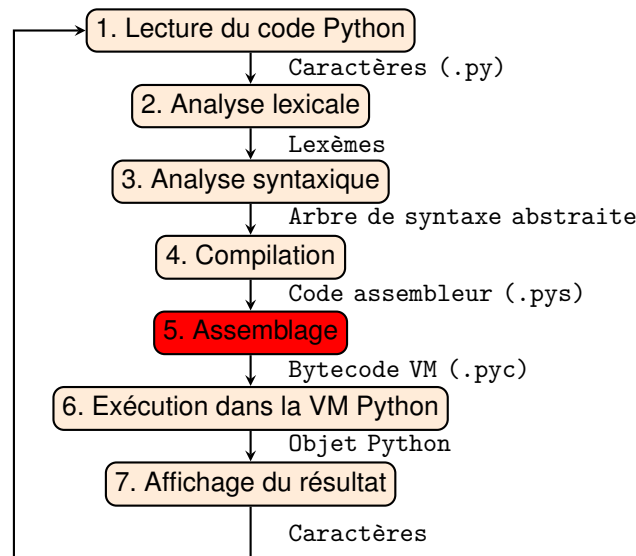 1. Lecture du code Python
Caractères (.py)
2. Analyse lexicale
Lexèmes
3. Analyse syntaxique
Arbre de syntaxe abstraite
4. Compilation
Code assembleur (.pys)
5. Assemblage
Bytecode VM (.pyc)
6. Exécution dans la VM Python
Objet Python
7. Affichage du résultat
Caractères